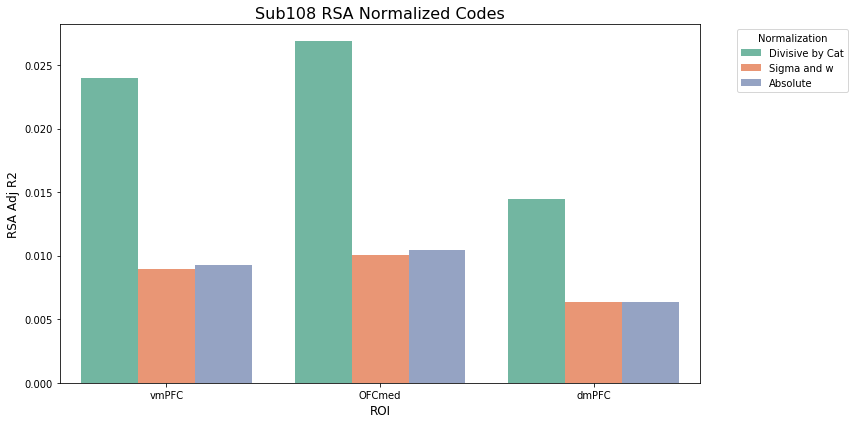 Sub108 RSA Normalized Codes
Normalization
Divisive by Cat
Sigma and w
Absolute
RSA Adj R2
0.025
0.020
0.015
0.010
0.005
0.000
vmPFC
OFCmed
dmPFC
ROI